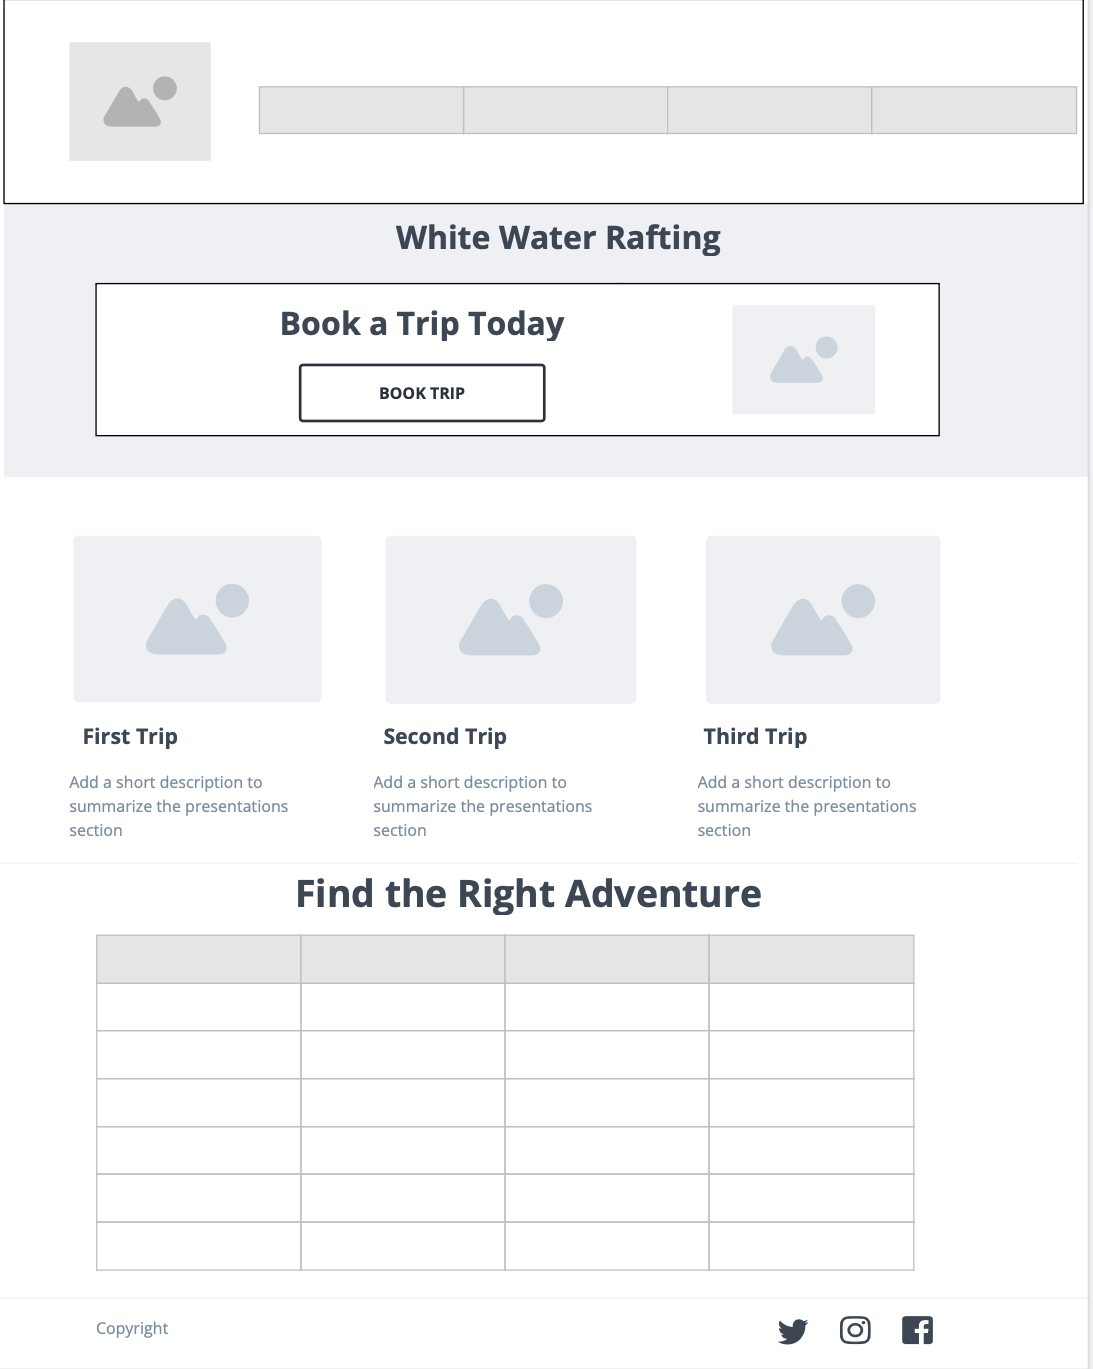 White Water Rafting
Book a Trip Today
BOOK TRIP
First Trip
Add a short description to
summarize the presentations
section
Second Trip
Add a short description to
summarize the presentations
section
Third Trip
Add a short description to
summarize the presentations
section
Find the Right Adventure
Copyright